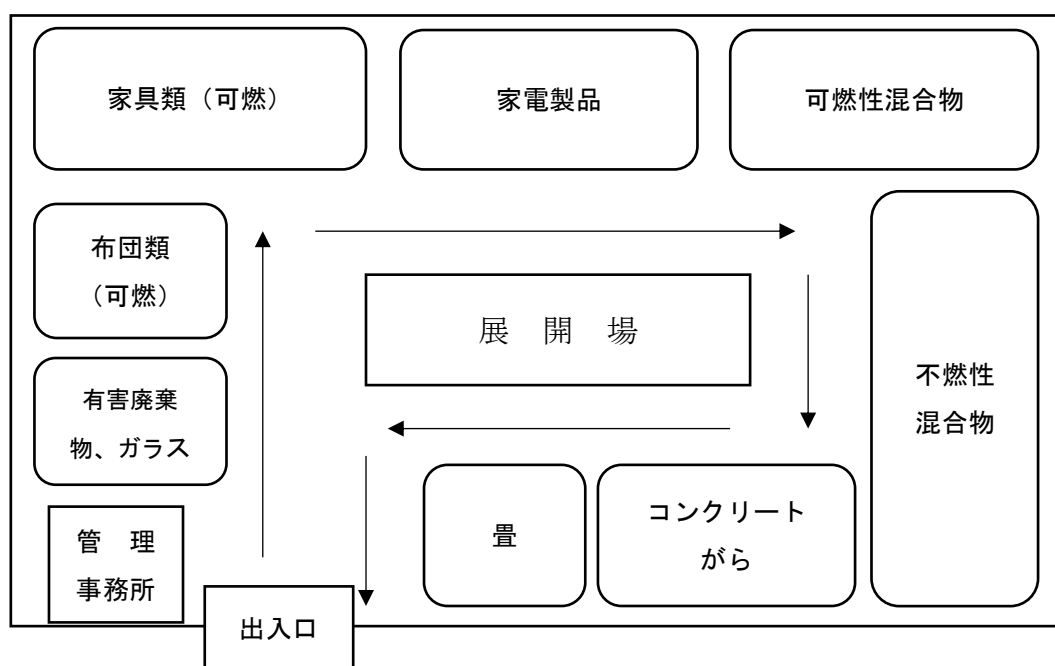 家具類（可燃）
家電製品
可燃性混合物
布団類
（可燃）
展　開　場
有害廃棄
物、ガラス
不燃性
混合物
畳
コンクリート
がら
管　理
事務所
出入口